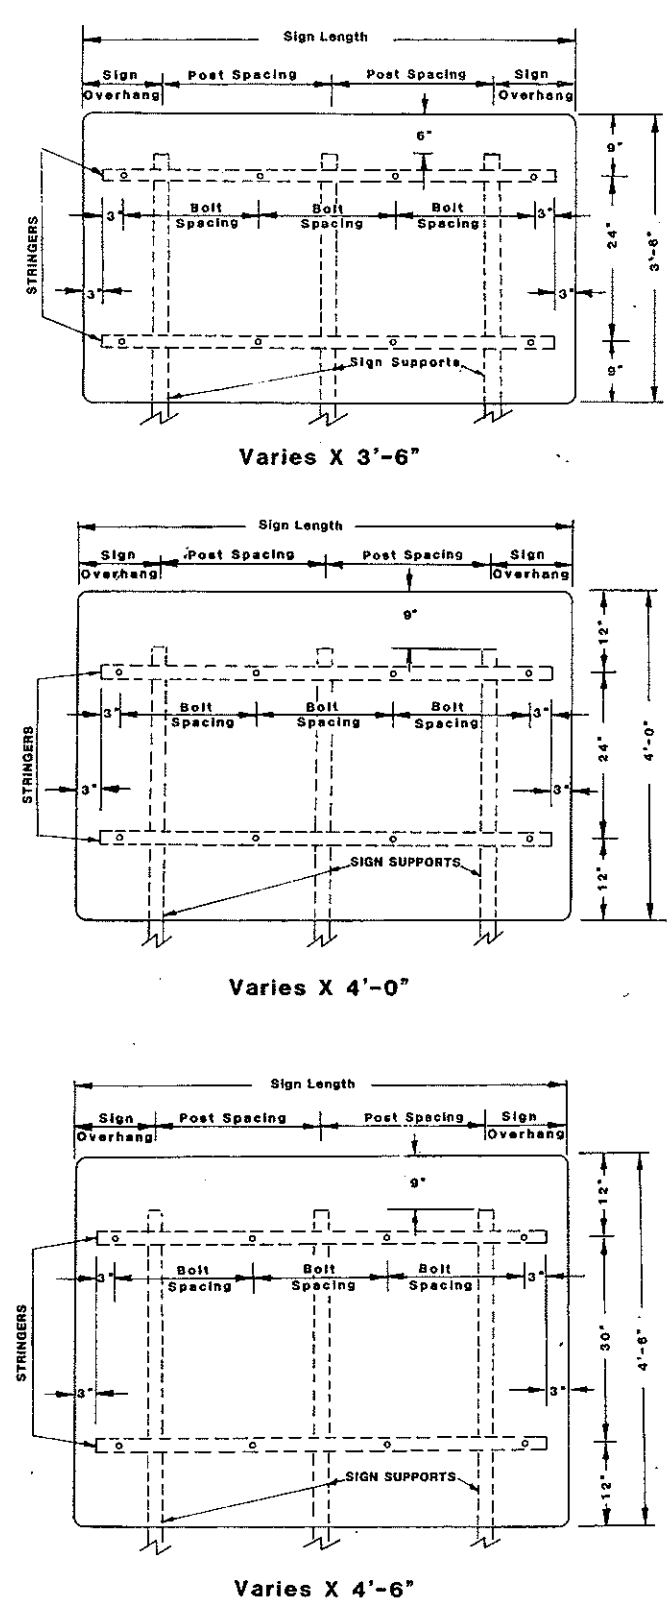 Sign Length
Sign Post Spacing Post Spacing Sign
Overhang Overhang
6"
9"
3" Bolt Bolt Bolt 3"
Spacing Spacing Spacing
STRINGERS
24"
3'-6"
3" 3"
Sign Supports
9"
Varies X 3'-6"
Sign Length
Sign Post Spacing Post Spacing Sign
Overhang Overhang
9"
12"
3" Bolt Bolt Bolt 3"
Spacing Spacing Spacing
STRINGERS
24"
4'-0"
3" 3"
SIGN SUPPORTS
12"
Varies X 4'-0"
Sign Length
Sign Post Spacing Post Spacing Sign
Overhang Overhang
9"
12"
3" Bolt Bolt Bolt 3"
Spacing Spacing Spacing
STRINGERS
30"
4'-6"
3" 3"
SIGN SUPPORTS
12"
Varies X 4'-6"